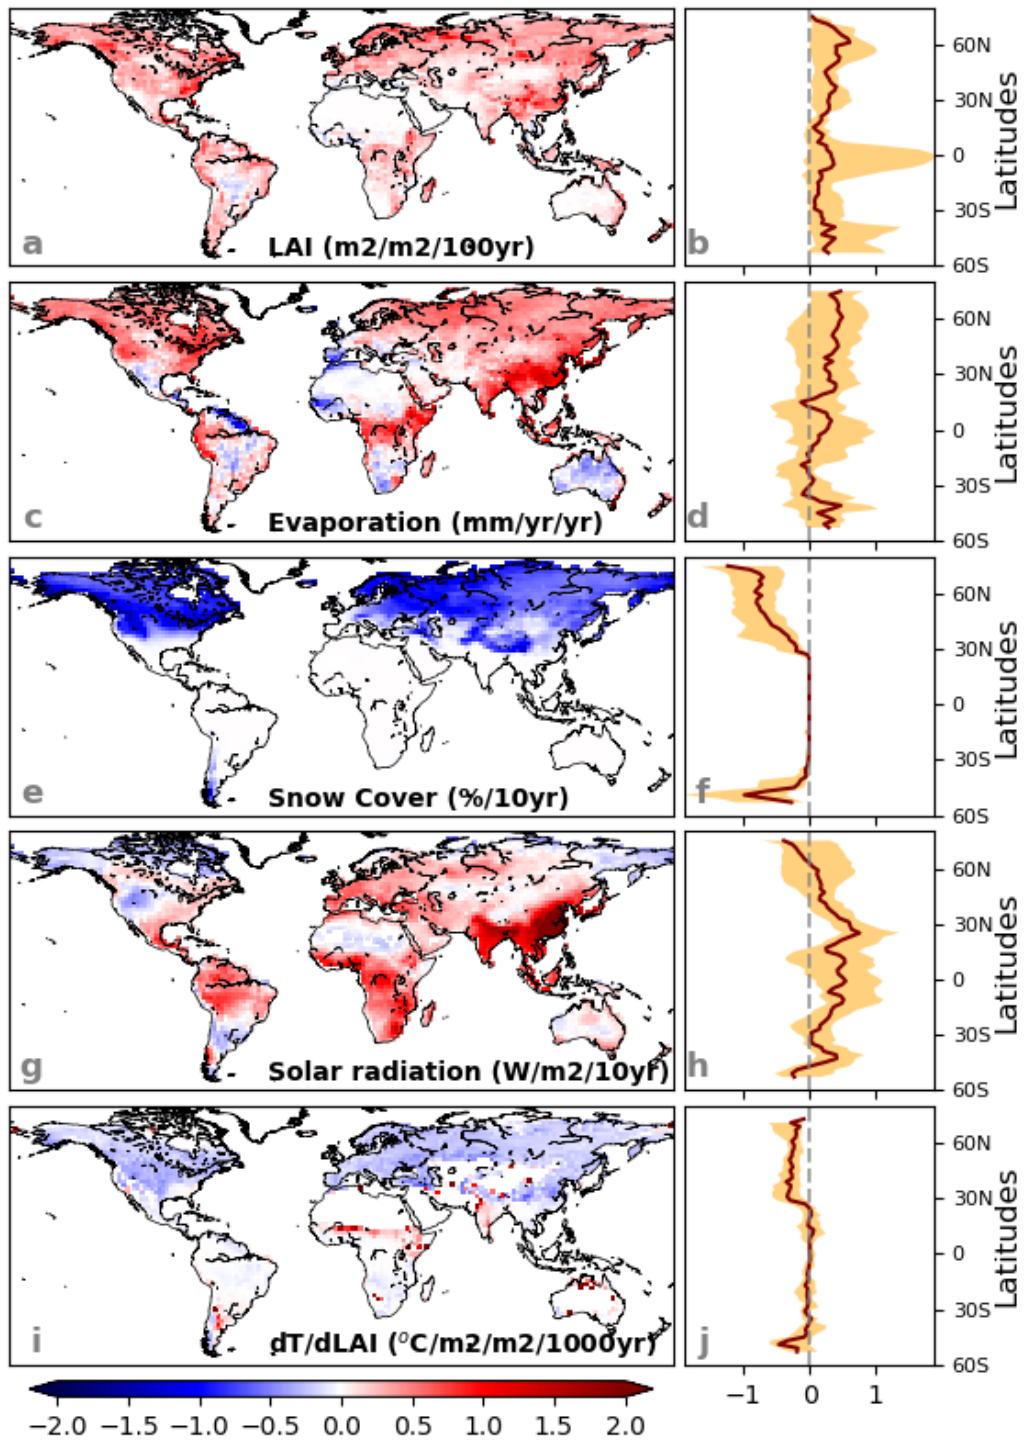 60N
30N
0
30S
60S
Latitudes
a
LAI (m2/m2/100yr)
b
60N
30N
0
30S
60S
Latitudes
c
Evaporation (mm/yr/yr)
d
60N
30N
0
30S
60S
Latitudes
e
Snow Cover (%/10yr)
f
60N
30N
0
30S
60S
Latitudes
g
Solar radiation (W/m2/10yr)
h
60N
30N
0
30S
60S
Latitudes
i
dT/dLAI (°C/m2/m2/1000yr)
j
−1 0 1
−2.0 −1.5 −1.0 −0.5 0.0 0.5 1.0 1.5 2.0